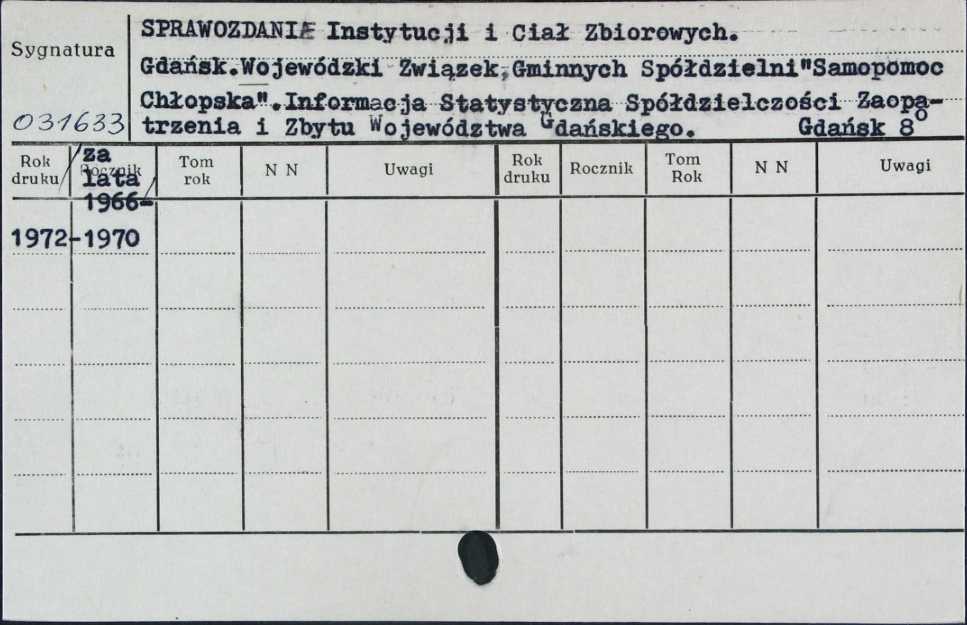 SPRAWOZDANIE Instytucji i Ciał Zbiorowych.
Sygnatura
Gdańsk.Wojewódzki Związek,Gminnych Spółdzielni"Samopomoc
Chłopska".Informacja Statystyczna Spółdzielczości Zaopa-
031633
trzenia i Zbytu Województwa Gdańskiego. Gdańsk 8°
Rok druku / Rocznik Tom rok N N Uwagi Rok druku Rocznik Tom Rok N N Uwagi
za
lata /
1966-
1972-1970